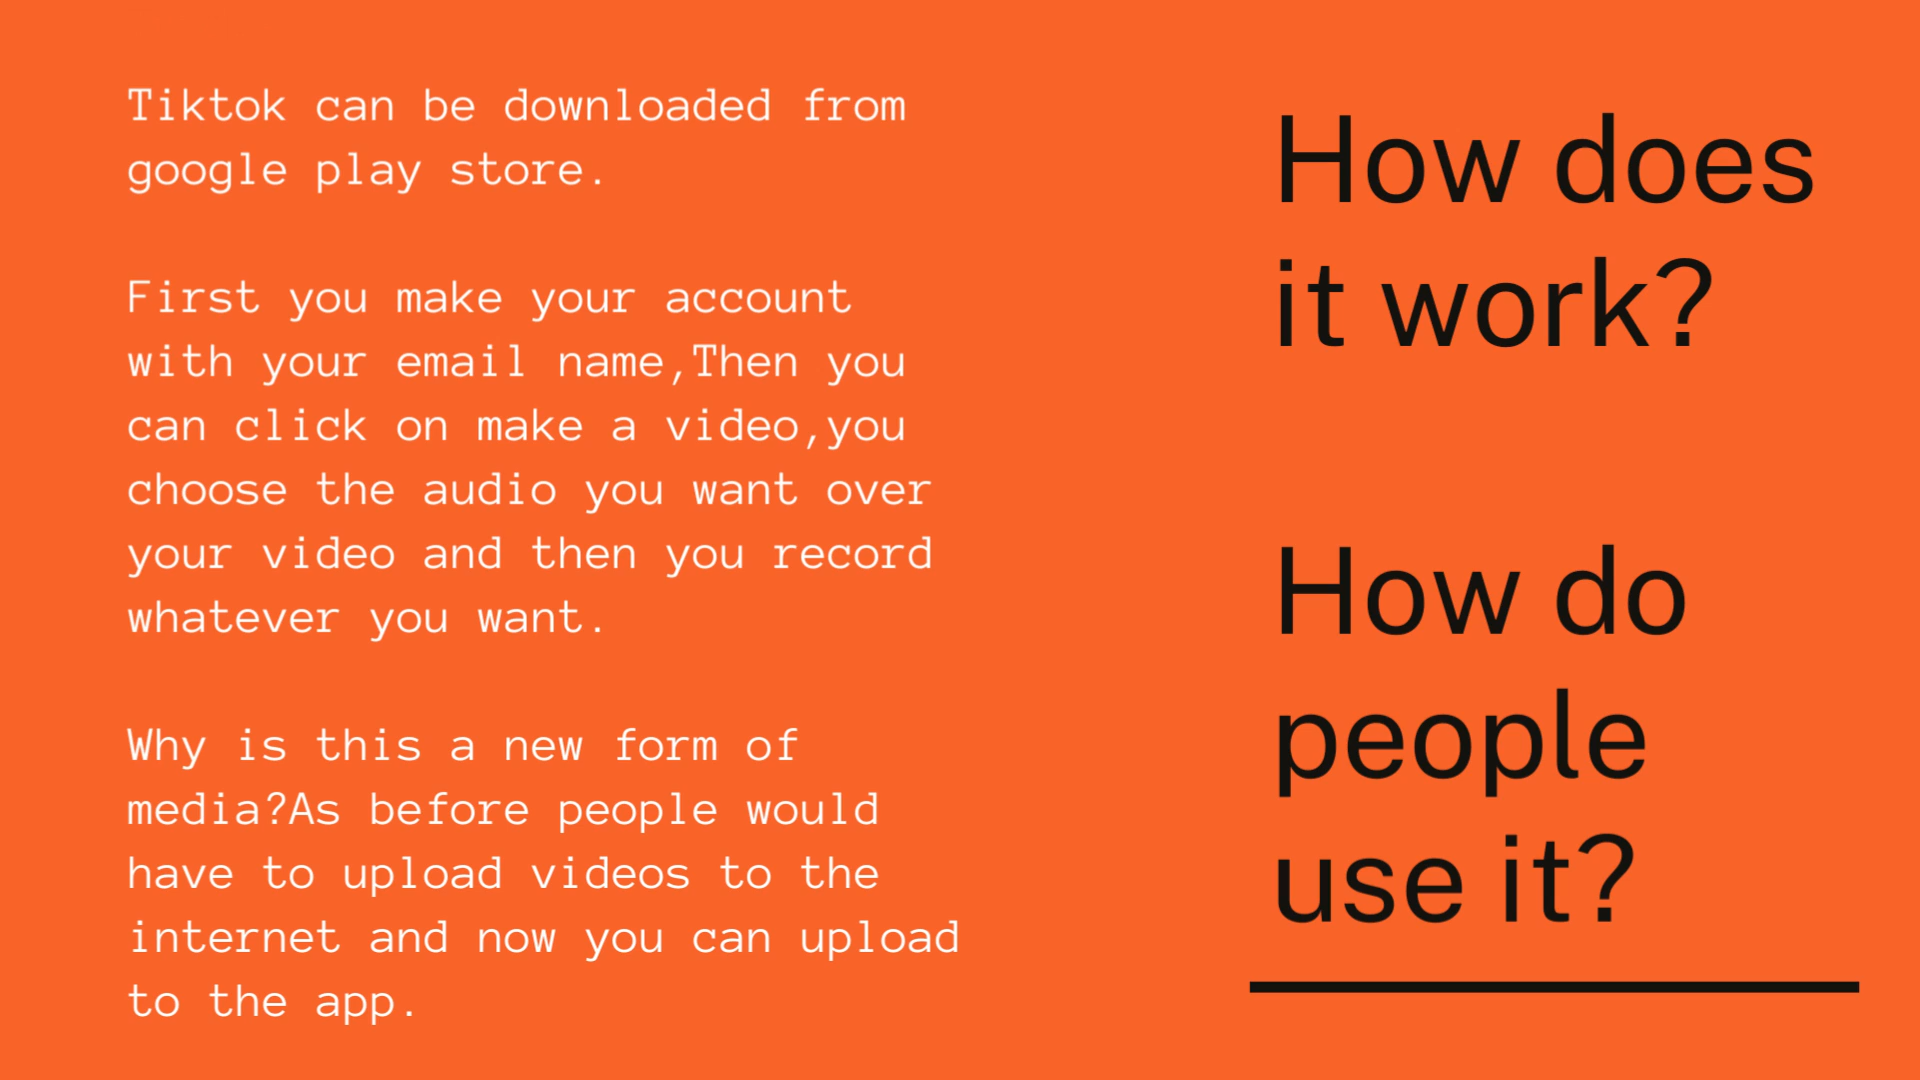 Tiktok can be downloaded from
google play store.
First you make your account
with your email name,Then you
can click on make a video,you
choose the audio you want over
your video and then you record
whatever you want.
Why is this a new form of
media?As before people would
have to upload videos to the
internet and now you can upload
to the app.
How does
it work?
How do
people
use it?